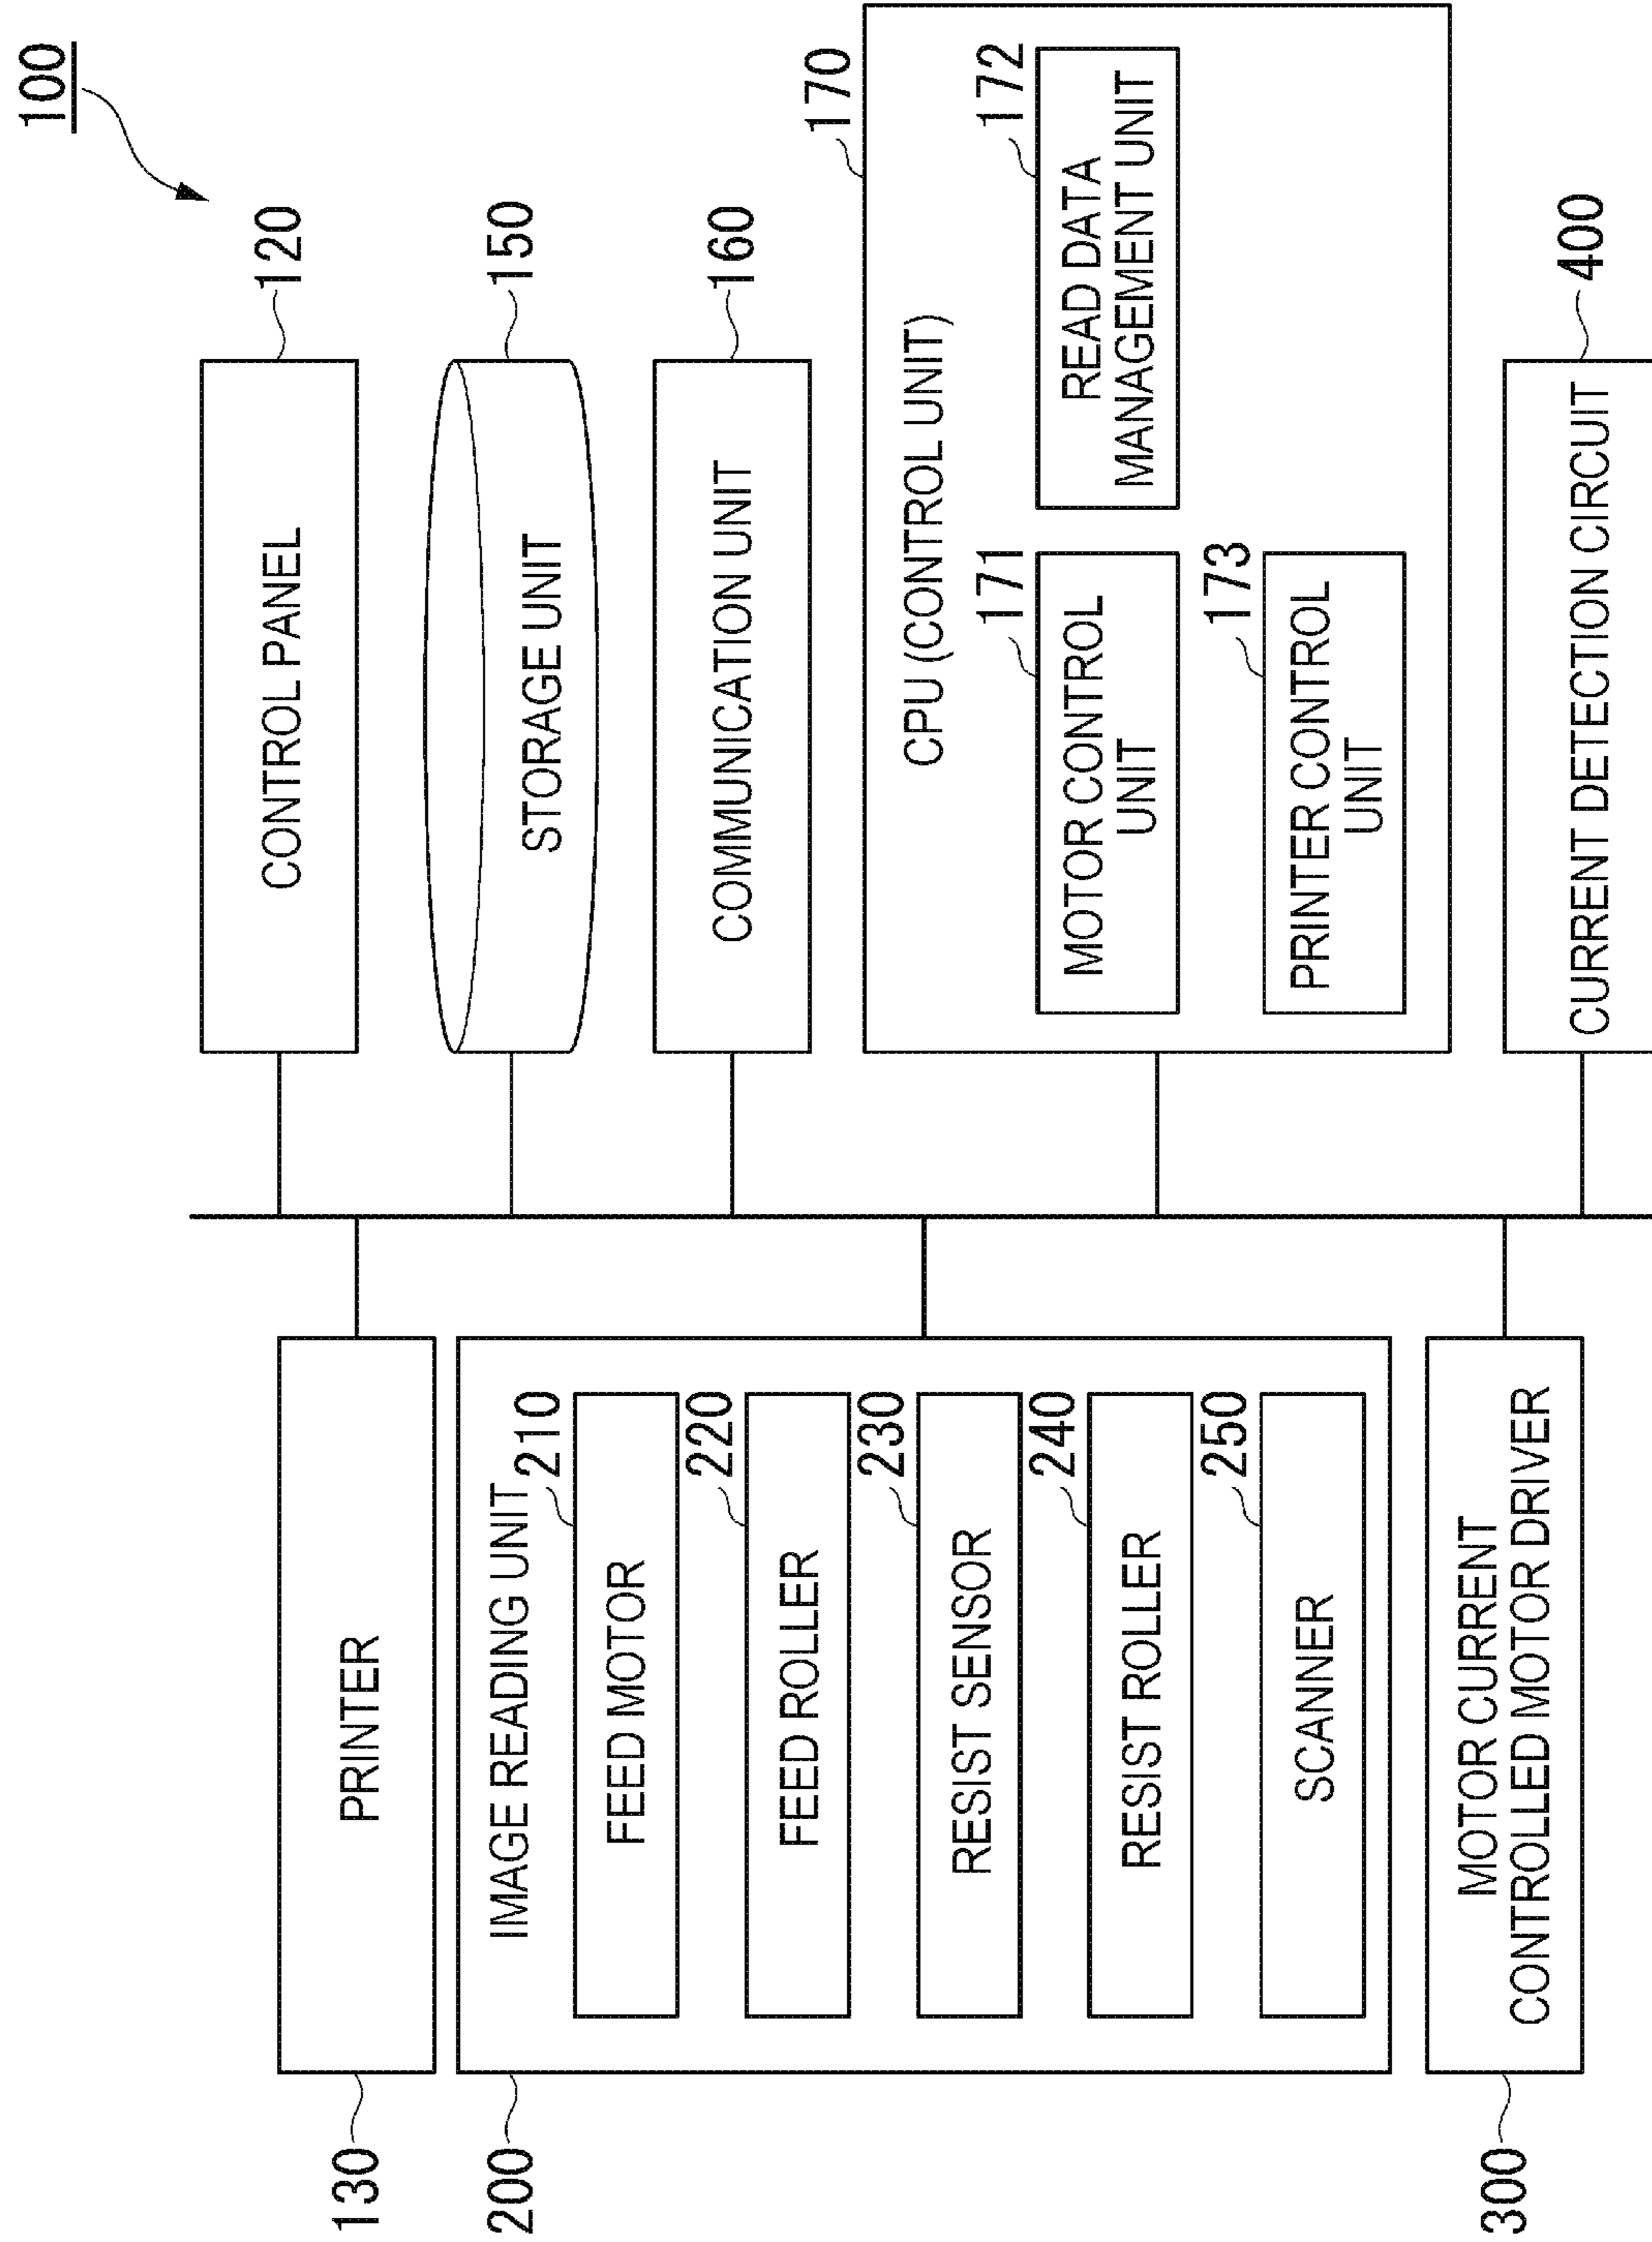 100
130
PRINTER
200
IMAGE READING UNIT
210
FEED MOTOR
220
FEED ROLLER
230
RESIST SENSOR
240
RESIST ROLLER
250
SCANNER
300
MOTOR CURRENT
CONTROLLED MOTOR DRIVER
120
CONTROL PANEL
150
STORAGE UNIT
160
COMMUNICATION UNIT
170
CPU (CONTROL UNIT)
171
MOTOR CONTROL
UNIT
172
READ DATA
MANAGEMENT UNIT
173
PRINTER CONTROL
UNIT
400
CURRENT DETECTION CIRCUIT